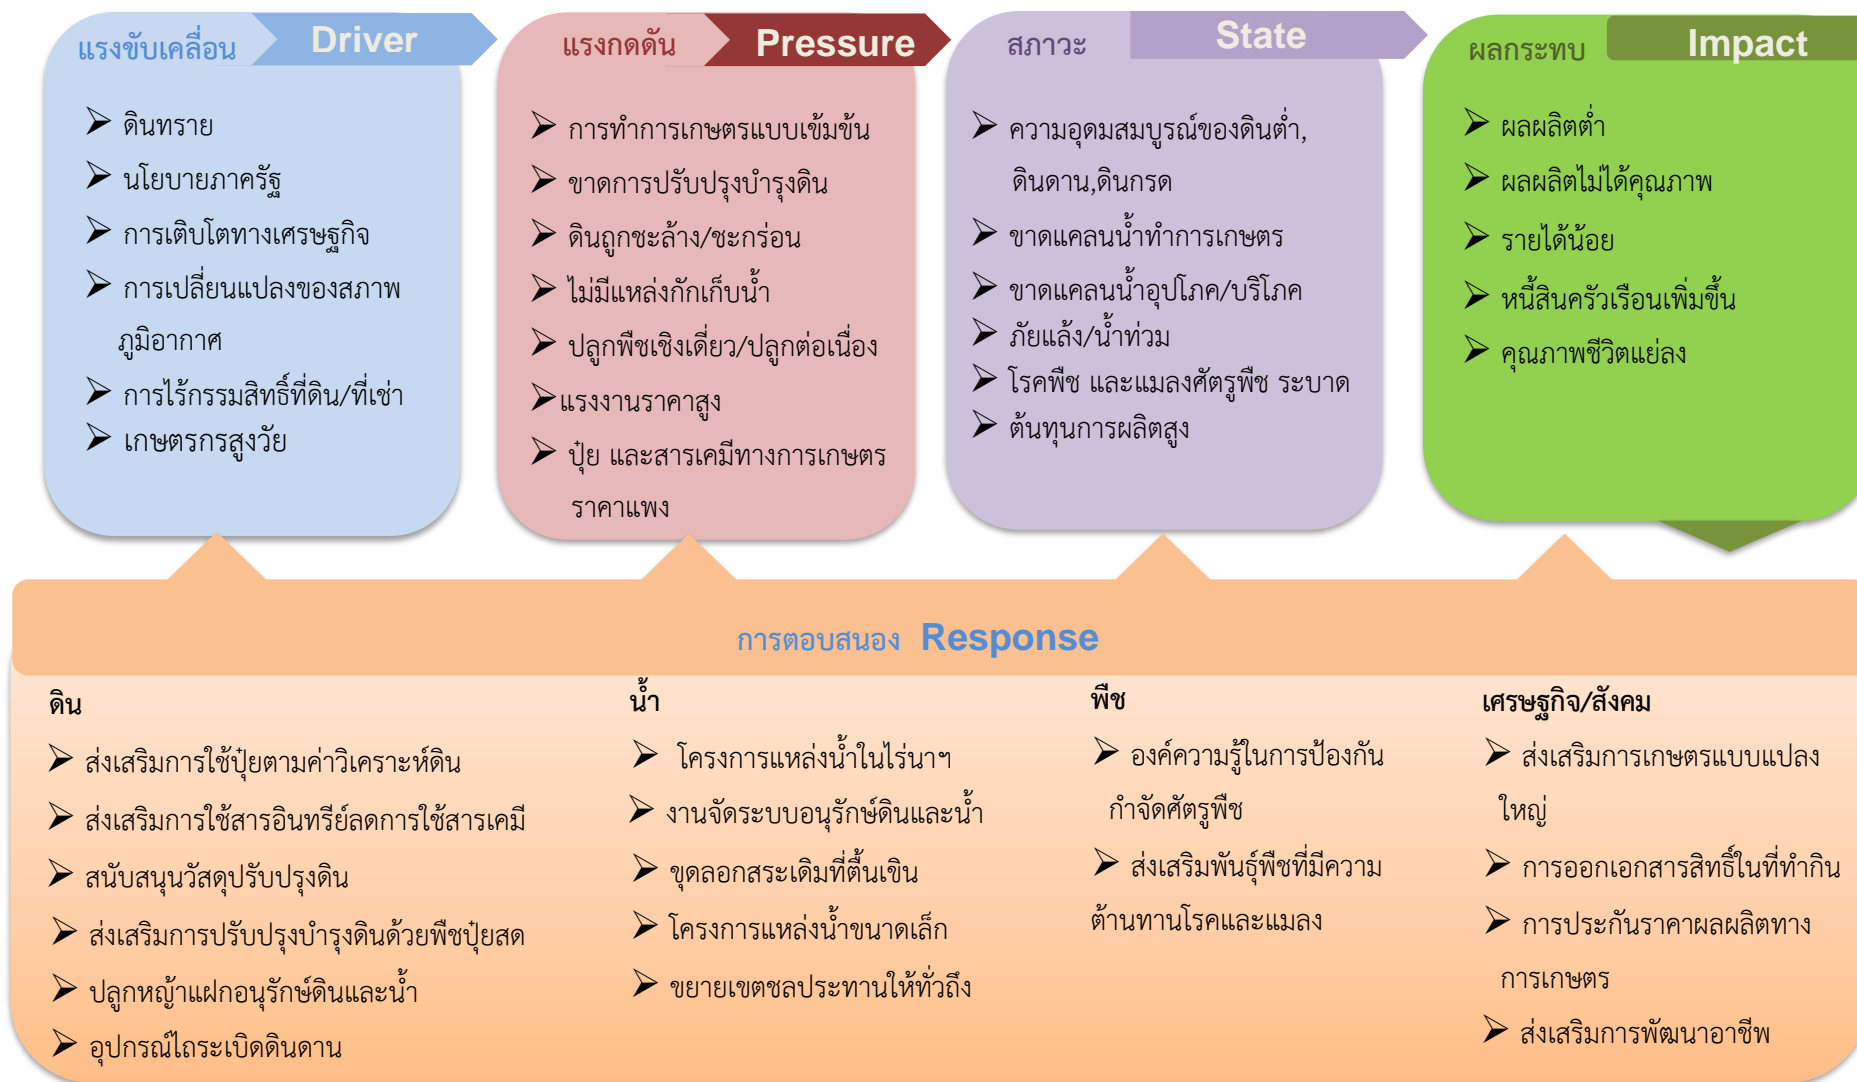 แรงขับเคลื่อน Driver
➢ ดินทราย
➢ นโยบายภาครัฐ
➢ การเติบโตทางเศรษฐกิจ
➢ การเปลี่ยนแปลงของสภาพ
ภูมิอากาศ
➢ การไร้กรรมสิทธิ์ที่ดิน/ที่เช่า
➢ เกษตรกรสูงวัย
แรงกดดัน Pressure
➢ การทำการเกษตรแบบเข้มข้น
➢ ขาดการปรับปรุงบำรุงดิน
➢ ดินถูกชะล้าง/ชะกร่อน
➢ ไม่มีแหล่งกักเก็บน้ำ
➢ ปลูกพืชเชิงเดี่ยว/ปลูกต่อเนื่อง
➢แรงงานราคาสูง
➢ ปุ๋ย และสารเคมีทางการเกษตร
ราคาแพง
สภาวะ State
➢ ความอุดมสมบูรณ์ของดินต่ำ,
ดินดาน,ดินกรด
➢ ขาดแคลนน้ำทำการเกษตร
➢ ขาดแคลนน้ำอุปโภค/บริโภค
➢ ภัยแล้ง/น้ำท่วม
➢ โรคพืช และแมลงศัตรูพืช ระบาด
➢ ต้นทุนการผลิตสูง
ผลกระทบ Impact
➢ ผลผลิตต่ำ
➢ ผลผลิตไม่ได้คุณภาพ
➢ รายได้น้อย
➢ หนี้สินครัวเรือนเพิ่มขึ้น
➢ คุณภาพชีวิตแย่ลง
การตอบสนอง Response
ดิน
➢ ส่งเสริมการใช้ปุ๋ยตามค่าวิเคราะห์ดิน
➢ ส่งเสริมการใช้สารอินทรีย์ลดการใช้สารเคมี
➢ สนับสนุนวัสดุปรับปรุงดิน
➢ ส่งเสริมการปรับปรุงบำรุงดินด้วยพืชปุ๋ยสด
➢ ปลูกหญ้าแฝกอนุรักษ์ดินและน้ำ
➢ อุปกรณ์ไถระเบิดดินดาน
น้ำ
➢ โครงการแหล่งน้ำในไร่นาฯ
➢ งานจัดระบบอนุรักษ์ดินและน้ำ
➢ ขุดลอกสระเดิมที่ตื้นเขิน
➢ โครงการแหล่งน้ำขนาดเล็ก
➢ ขยายเขตชลประทานให้ทั่วถึง
พืช
➢ องค์ความรู้ในการป้องกัน
กำจัดศัตรูพืช
➢ ส่งเสริมพันธุ์พืชที่มีความ
ต้านทานโรคและแมลง
เศรษฐกิจ/สังคม
➢ ส่งเสริมการเกษตรแบบแปลง
ใหญ่
➢ การออกเอกสารสิทธิ์ในที่ทำกิน
➢ การประกันราคาผลผลิตทาง
การเกษตร
➢ ส่งเสริมการพัฒนาอาชีพ